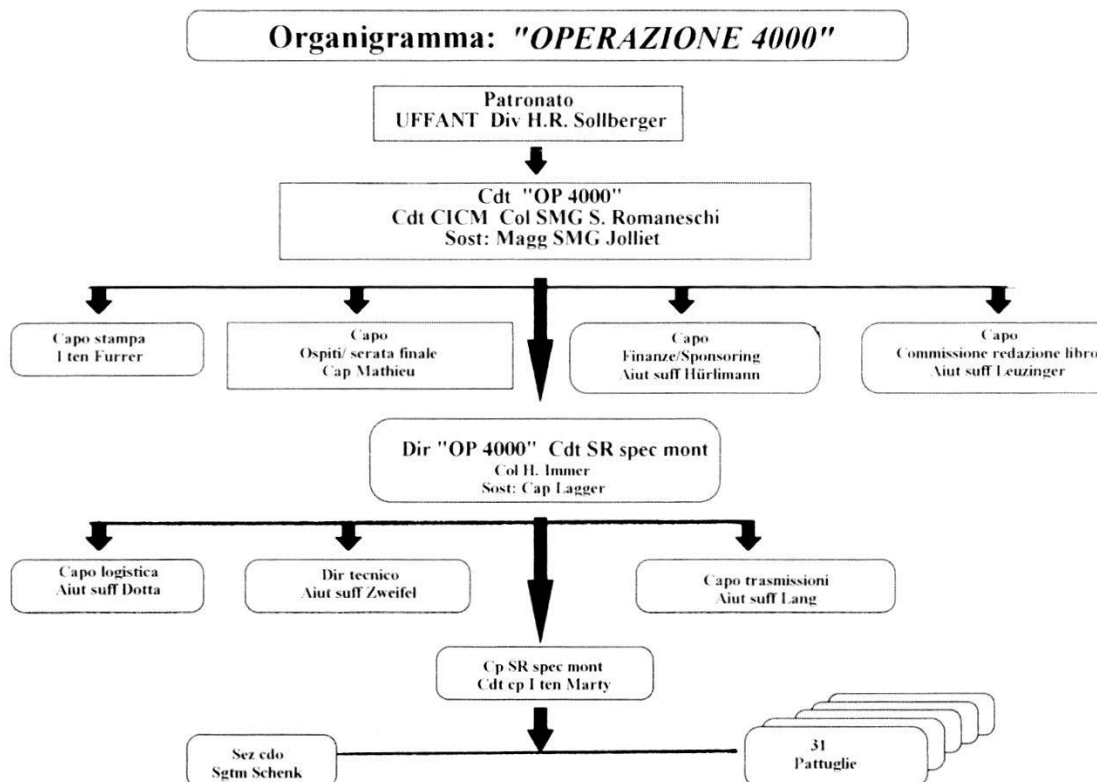 Organigramma: "OPERAZIONE 4000"
Patronato
UFFANT Div H.R. Sollberger
Cdt "OP 4000"
Cdt CICM Col SMG S. Romaneschi
Sost: Magg SMG Jolliet
Capo stampa
I ten Furrer
Capo
Ospiti/ serata finale
Cap Mathieu
Capo
Finanze/Sponsoring
Aiut suff Hürlimann
Capo
Commissione redazione libro
Aiut suff Leuzinger
Dir "OP 4000" Cdt SR spec mont
Col H. Immer
Sost: Cap Lagger
Capo logistica
Aiut suff Dotta
Dir tecnico
Aiut suff Zweifel
Capo trasmissioni
Aiut suff Lang
Cp SR spec mont
Cdt cp I ten Marty
Sez cdo
Sgtm Schenk
31
Pattuglie